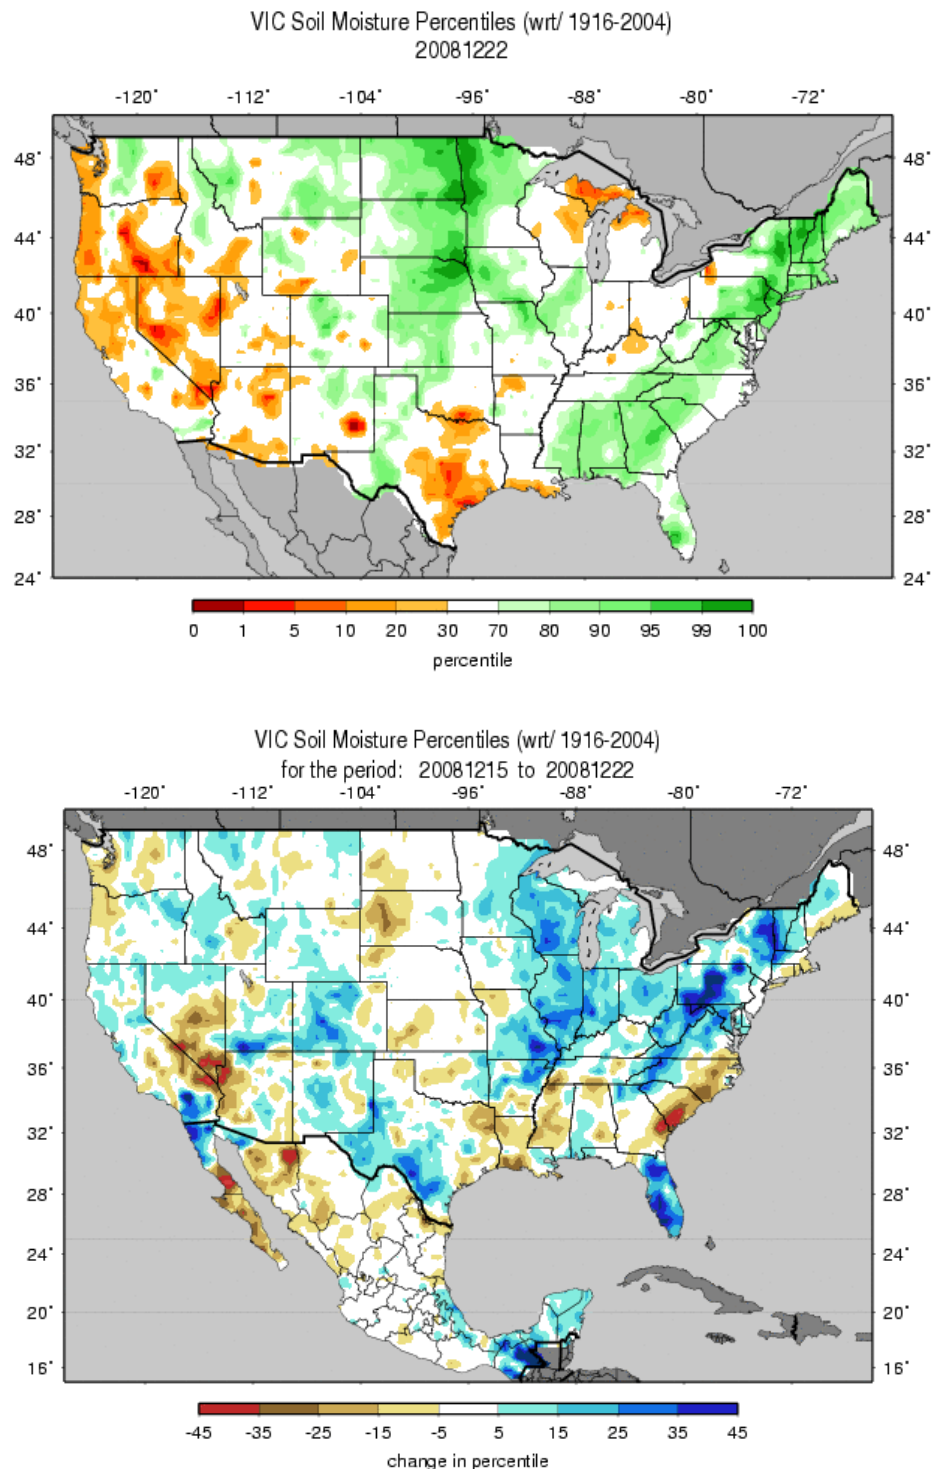 VIC Soil Moisture Percentiles (wrt/ 1916-2004)
20081222
-120° -112° -104° -96° -88° -80° -72°
48° 48°
44° 44°
40° 40°
36° 36°
32° 32°
28° 28°
24° 24°
0 1 5 10 20 30 70 80 90 95 99 100
percentile
VIC Soil Moisture Percentiles (wrt/ 1916-2004)
for the period: 20081215 to 20081222
-120° -112° -104° -96° -88° -80° -72°
48° 48°
44° 44°
40° 40°
36° 36°
32° 32°
28° 28°
24° 24°
20° 20°
16° 16°
-45 -35 -25 -15 -5 5 15 25 35 45
change in percentile